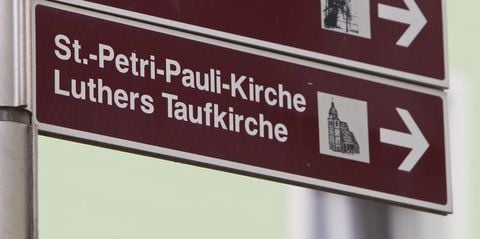 St.-Petri-Pauli-Kirche
Luthers Taufkirche